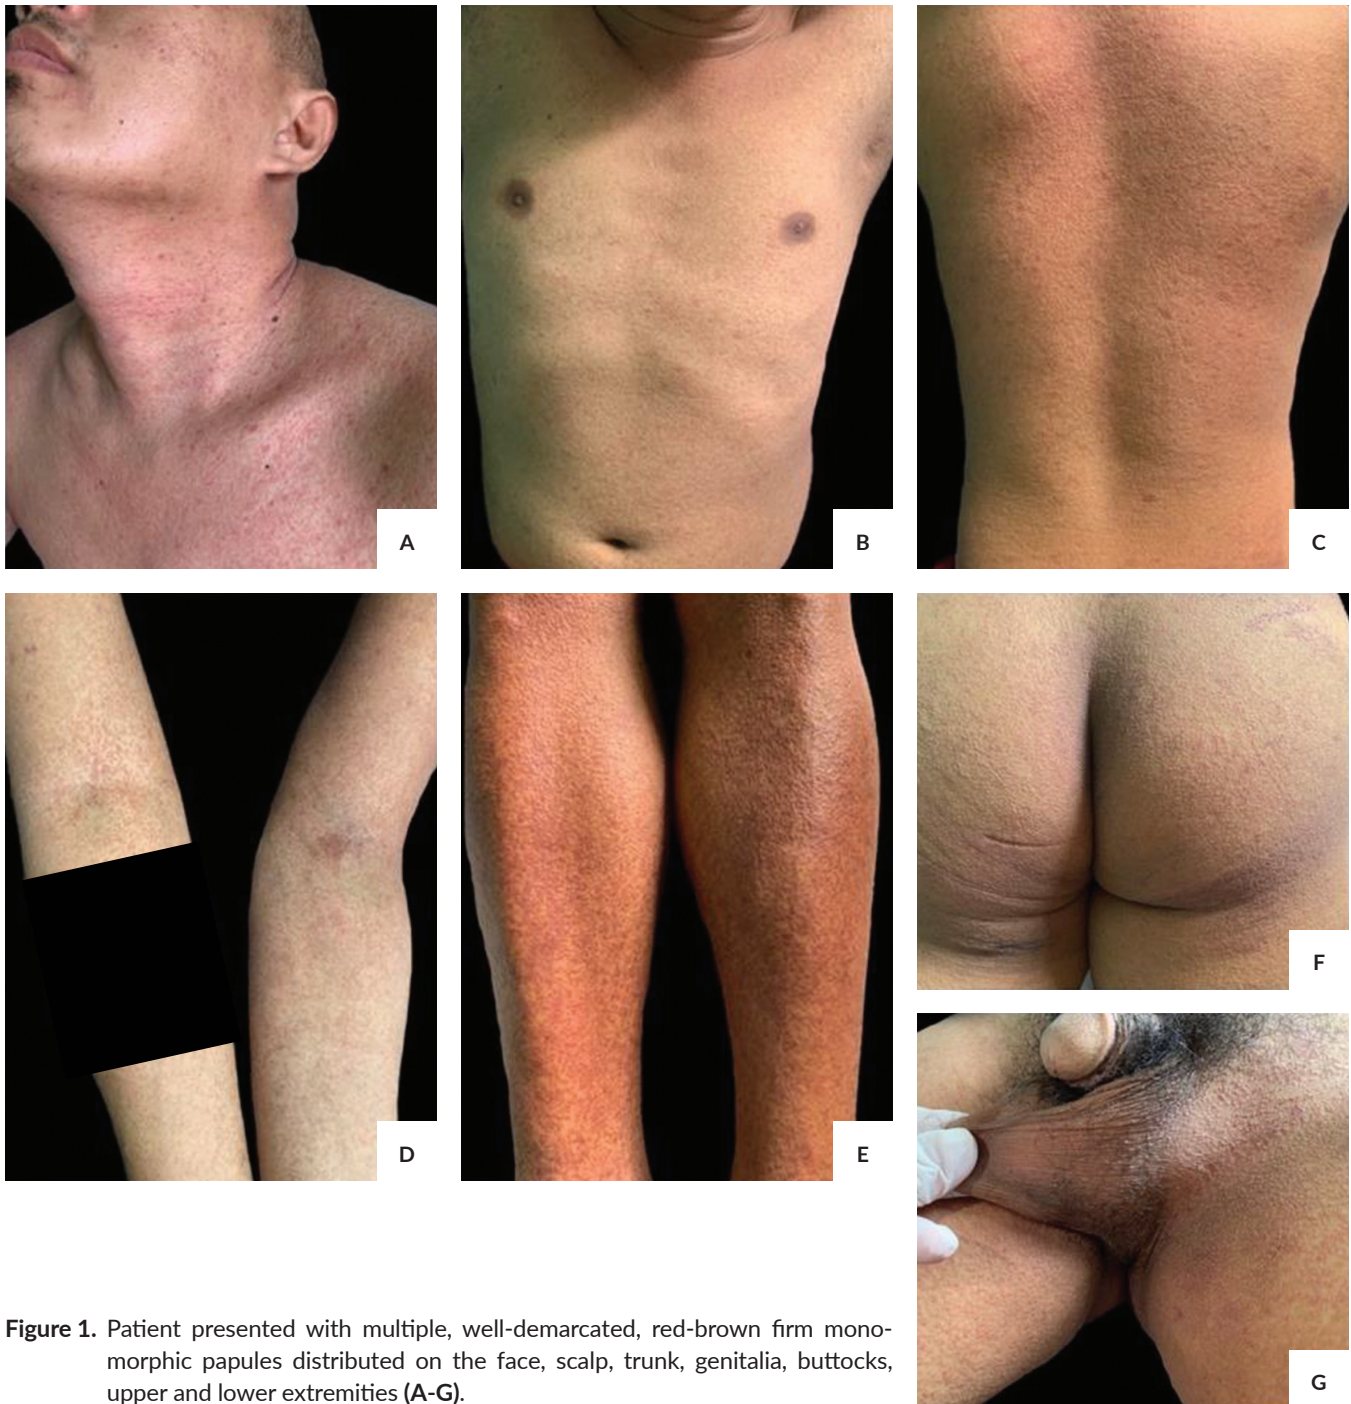 A
B
C
D
E
F
G
Figure 1. Patient presented with multiple, well-demarcated, red-brown firm mono-
morphic papules distributed on the face, scalp, trunk, genitalia, buttocks,
upper and lower extremities (A-G).